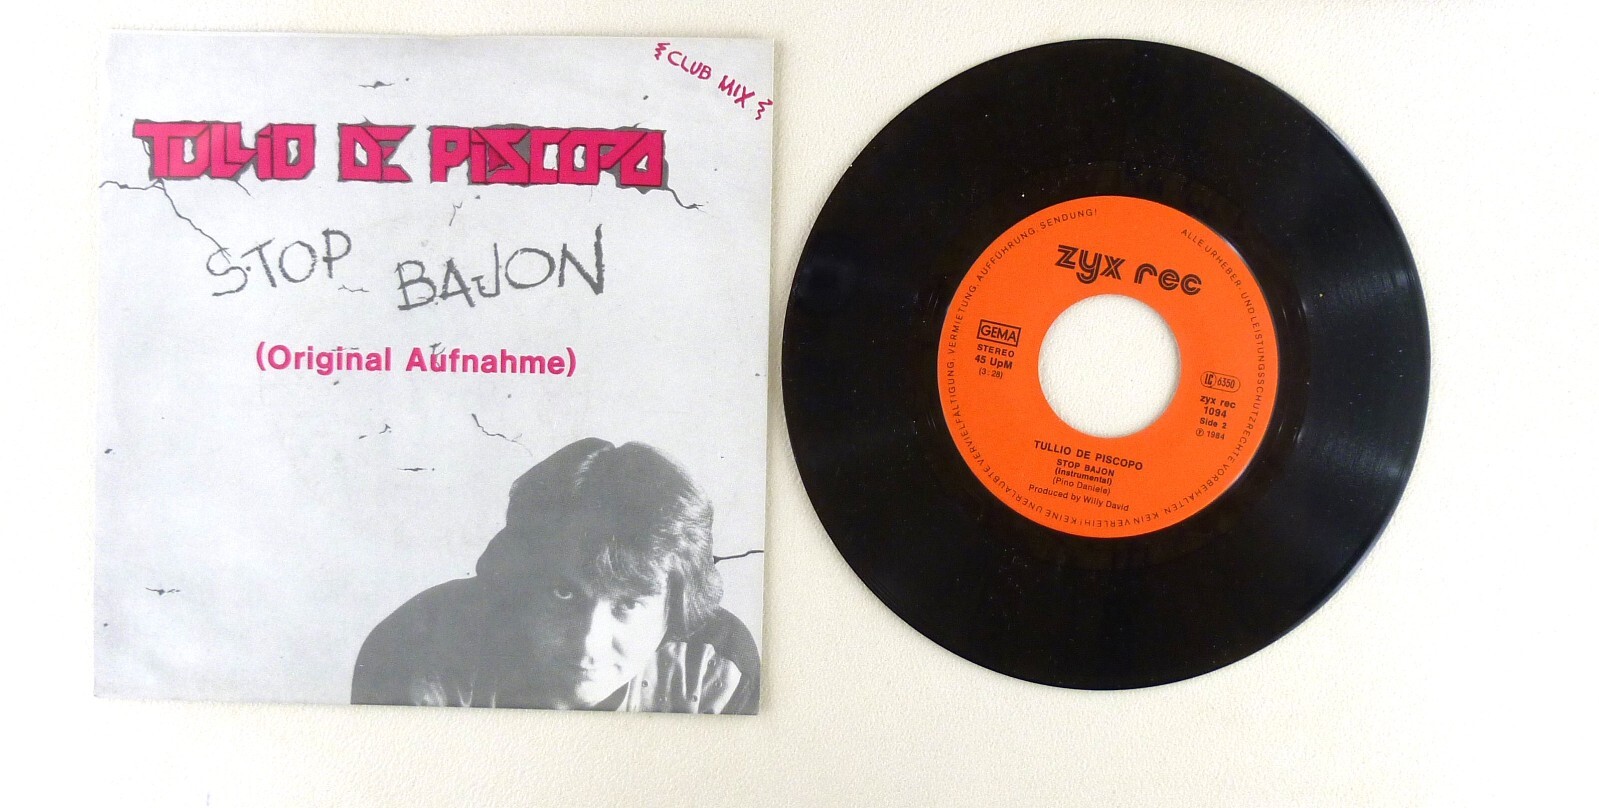 CLUB MIX
TULLIO DE PISCOPO
STOP BAJON
(Original Aufnahme)
ALLE URHEBER- UND LEISTUNGSSCHUTZRECHTE VORBEHALTEN. KEIN VERLEIH! KEINE UNERLAUBTE VERVIELFÄLTIGUNG, VERMIETUNG, AUFFÜHRUNG, SENDUNG!
zyx rec
GEMA
STEREO
45 UpM
(3:28)
LC 6350
zyx rec
1094
Side 2
Ⓟ 1984
TULLIO DE PISCOPO
STOP BAJON
(Instrumental)
(Pino Daniele)
Produced by Willy David